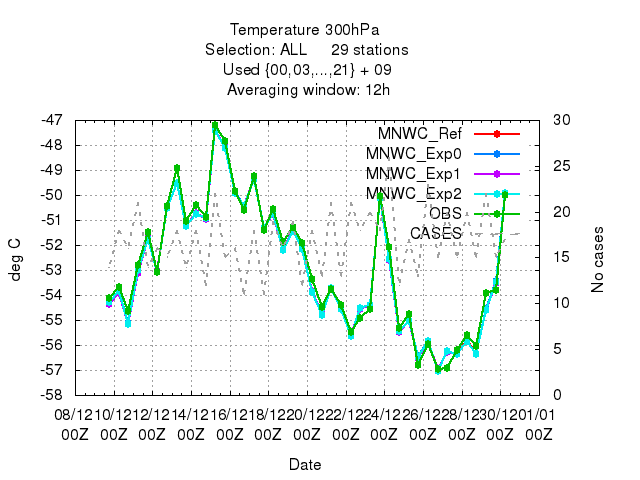 Temperature 300hPa
Selection: ALL 29 stations
Used {00,03,...,21} + 09
Averaging window: 12h
-47
-48
-49
-50
-51
-52
-53
-54
-55
-56
-57
-58
deg C
30
25
20
15
10
5
0
No cases
MNWC_Ref
MNWC_Exp0
MNWC_Exp1
MNWC_Exp2
OBS
CASES
08/12 10/12 12/12 14/12 16/12 18/12 20/12 22/12 24/12 26/12 28/12 30/12 01/01
00Z 00Z 00Z 00Z 00Z 00Z 00Z 00Z 00Z 00Z 00Z 00Z 00Z
Date